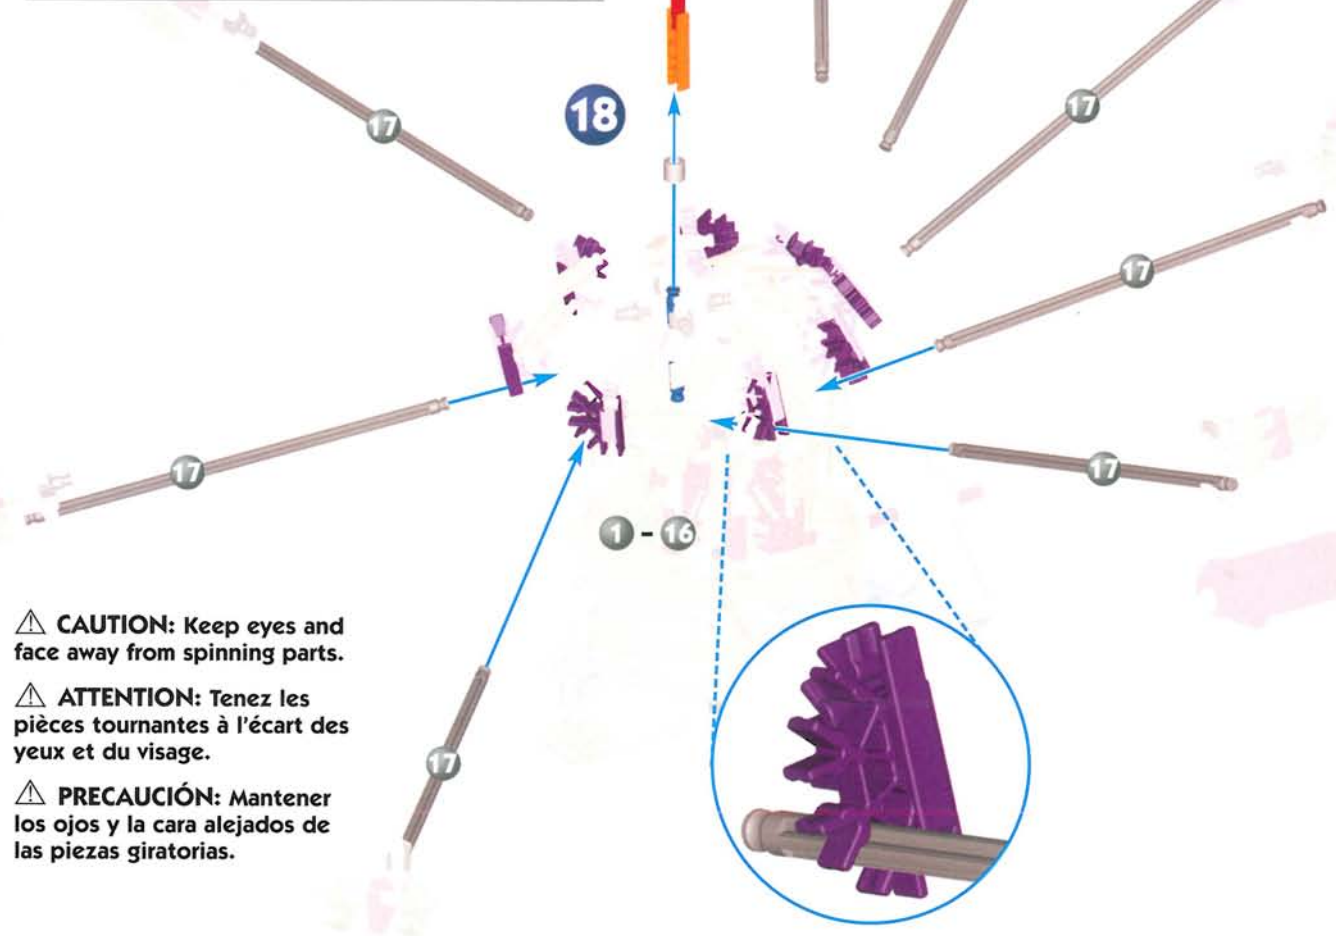 18
17
17
17
17
17
1 - 16
17
⚠ CAUTION: Keep eyes and
face away from spinning parts.
⚠ ATTENTION: Tenez les
pièces tournantes à l'écart des
yeux et du visage.
⚠ PRECAUCIÓN: Mantener
los ojos y la cara alejados de
las piezas giratorias.